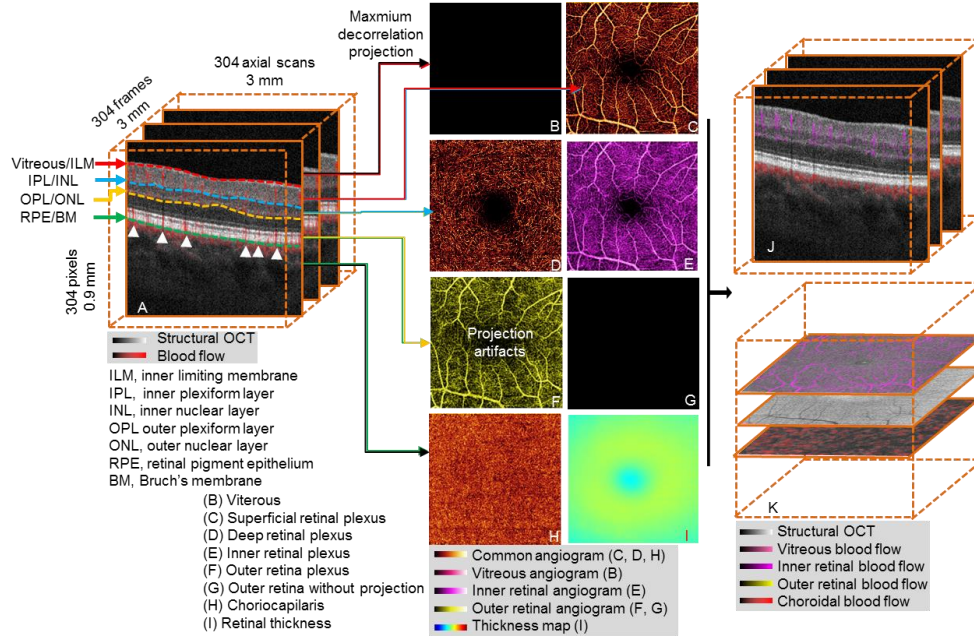 Maxmium
decorrelation
projection
304 axial scans
3 mm
304 frames
3 mm
Vitreous/ILM
IPL/INL
OPL/ONL
RPE/BM
304 pixels
0.9 mm
A
Structural OCT
Blood flow
ILM, inner limiting membrane
IPL, inner plexiform layer
INL, inner nuclear layer
OPL outer plexiform layer
ONL, outer nuclear layer
RPE, retinal pigment epithelium
BM, Bruch's membrane
(B) Viterous
(C) Superficial retinal plexus
(D) Deep retinal plexus
(E) Inner retinal plexus
(F) Outer retina plexus
(G) Outer retina without projection
(H) Choriocapilaris
(I) Retinal thickness
B
C
D
E
Projection
artifacts
F
G
H
I
Common angiogram (C, D, H)
Vitreous angiogram (B)
Inner retinal angiogram (E)
Outer retinal angiogram (F, G)
Thickness map (I)
J
K
Structural OCT
Vitreous blood flow
Inner retinal blood flow
Outer retinal blood flow
Choroidal blood flow